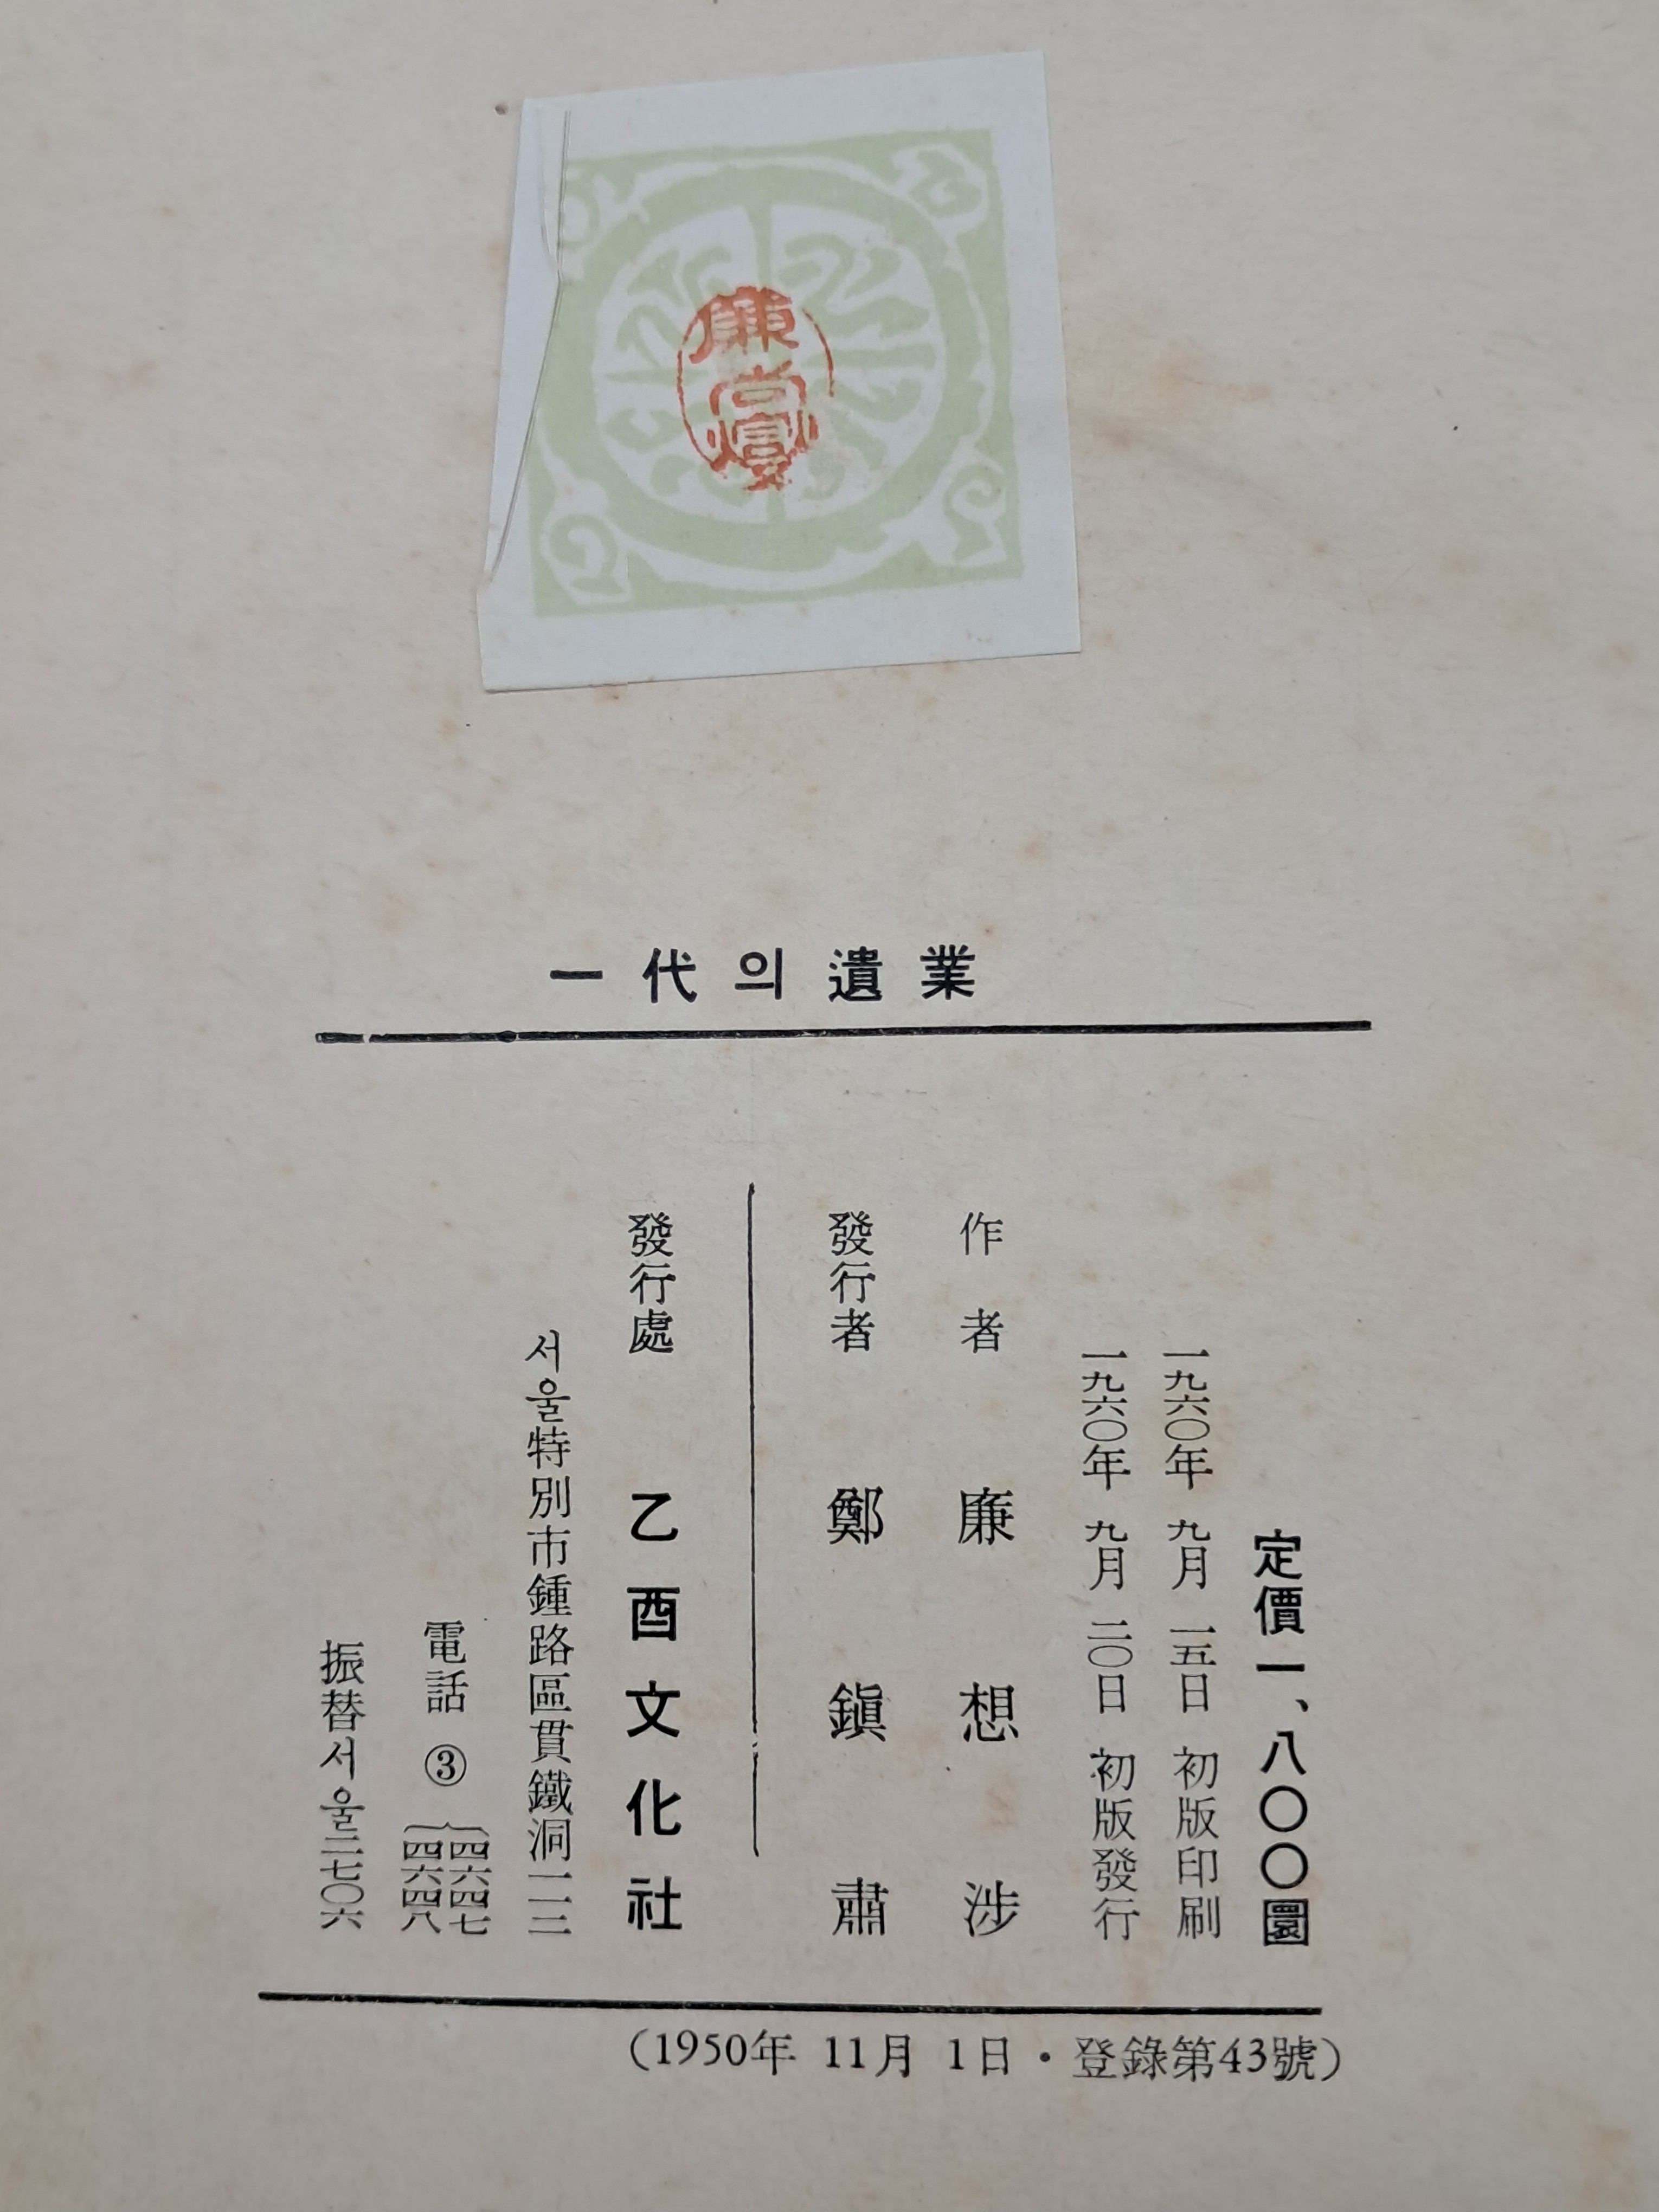 一代의遺業
定價一、八〇〇圜
一九六〇年 九月 一五日 初版印刷
一九六〇年 九月 二〇日 初版發行
作者 廉想涉
發行者 鄭鎭肅
發行處 乙酉文化社
서울特別市鍾路區貫鐵洞一一三
電話 ③
四六四七
四六四八
振替서울二七〇六
(1950年 11月 1日·登錄第43號)